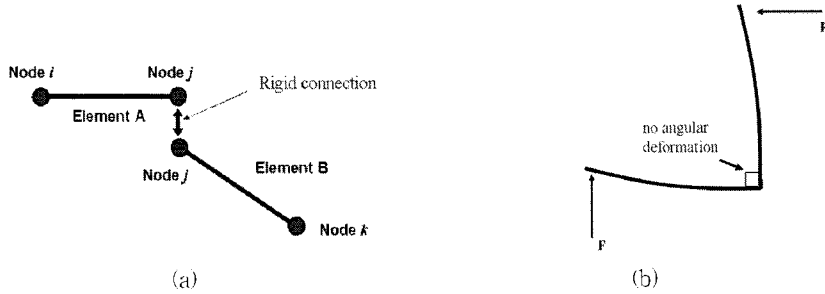 Node i
Node j
Rigid connection
Element A
Node j
Element B
Node k
(a)
no angular
deformation
F
(b)